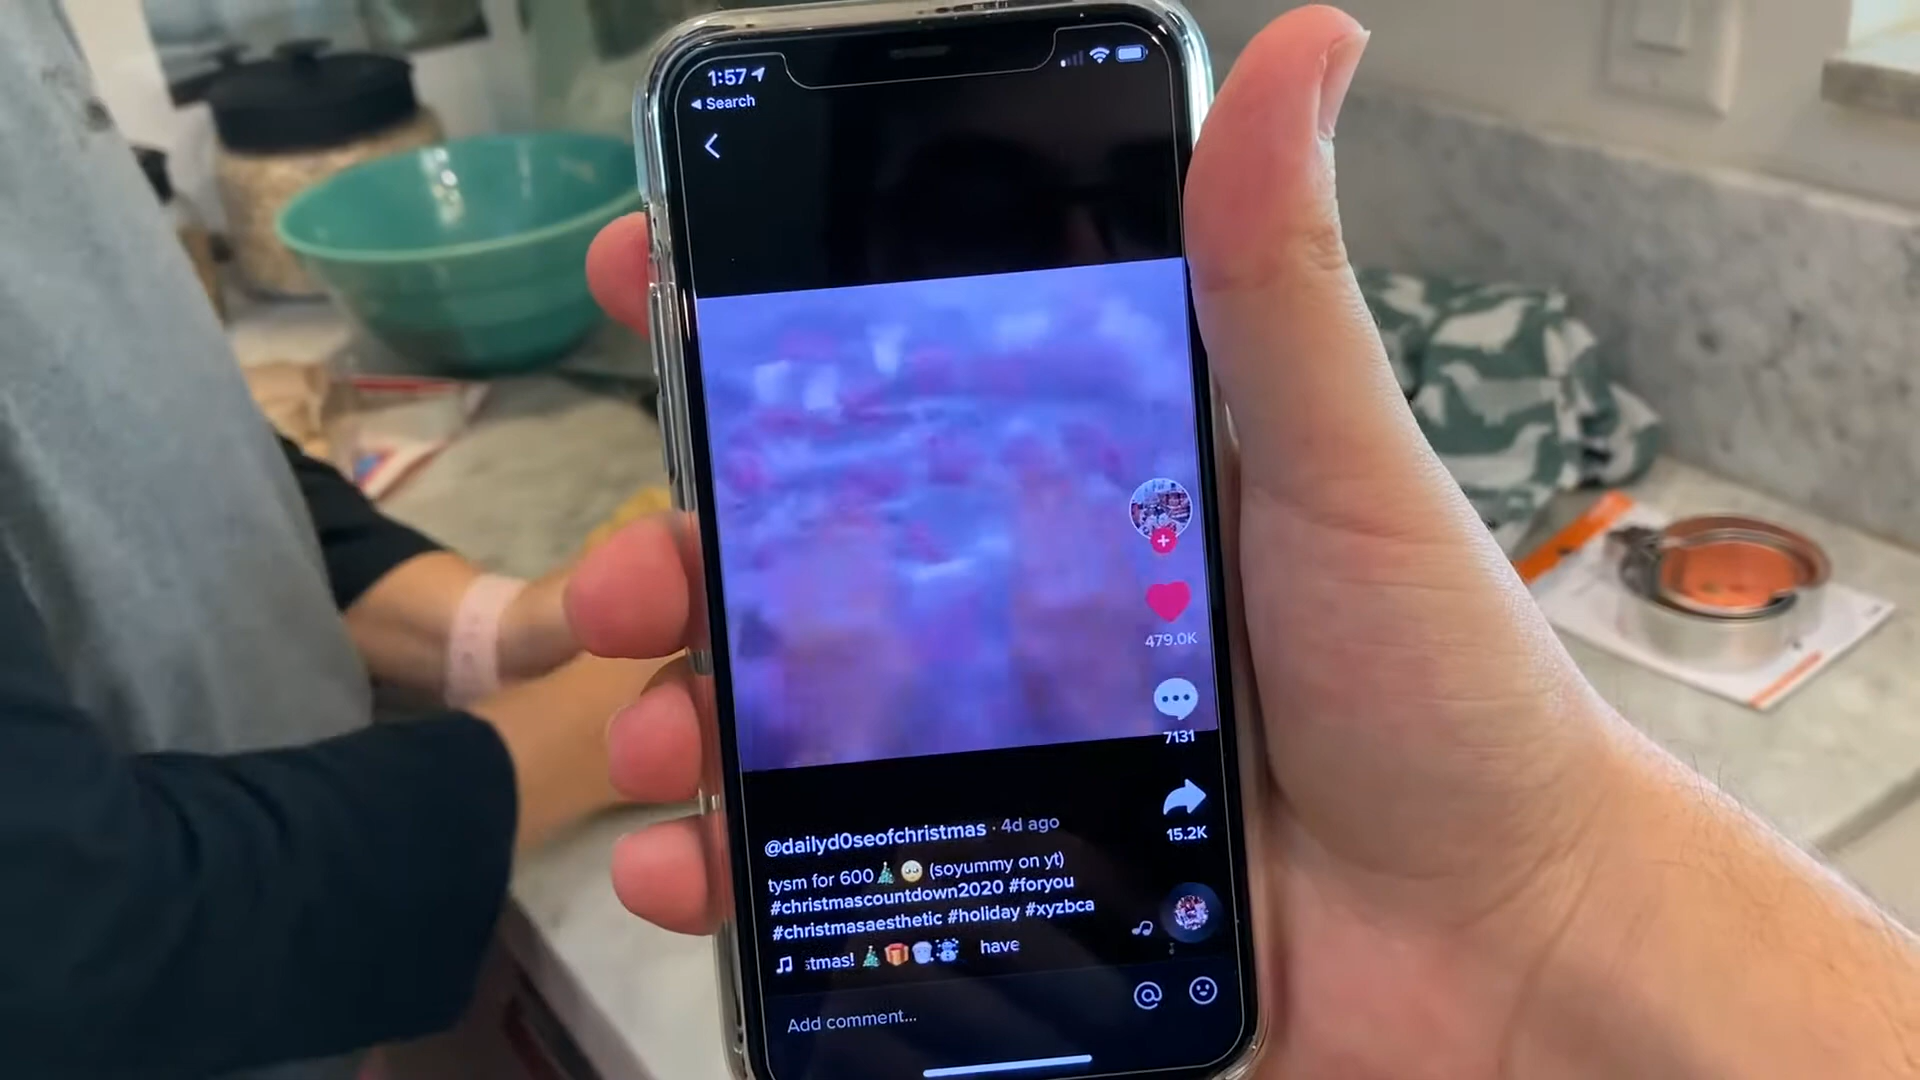 1:57
◀ Search
479.0K
7131
15.2K
@dailyd0seofchristmas · 4d ago
tysm for 600🎄🥺 (soyummy on yt)
#christmascountdown2020 #foryou
#christmasaesthetic #holiday #xyzbca
stmas! 🎄🎁🎅⛄ have
Add comment...